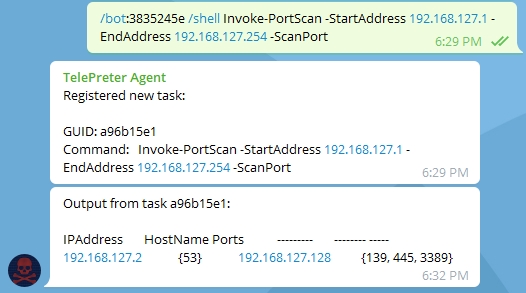 /bot:3835245e /shell Invoke-PortScan -StartAddress 192.168.127.1 -
EndAddress 192.168.127.254 -ScanPort
6:29 PM
TelePreter Agent
Registered new task:
GUID: a96b15e1
Command:   Invoke-PortScan -StartAddress 192.168.127.1 -
EndAddress 192.168.127.254 -ScanPort
6:29 PM
Output from task a96b15e1:
IPAddress      HostName Ports      ---------      -------- -----
192.168.127.2      {53}      192.168.127.128      {139, 445, 3389}
6:32 PM